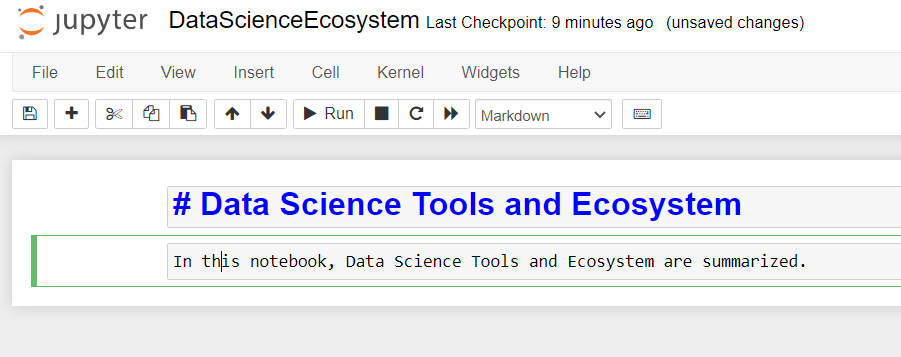 jupyter DataScienceEcosystem Last Checkpoint: 9 minutes ago (unsaved changes)
File Edit View Insert Cell Kernel Widgets Help
Run Markdown
# Data Science Tools and Ecosystem
In this notebook, Data Science Tools and Ecosystem are summarized.